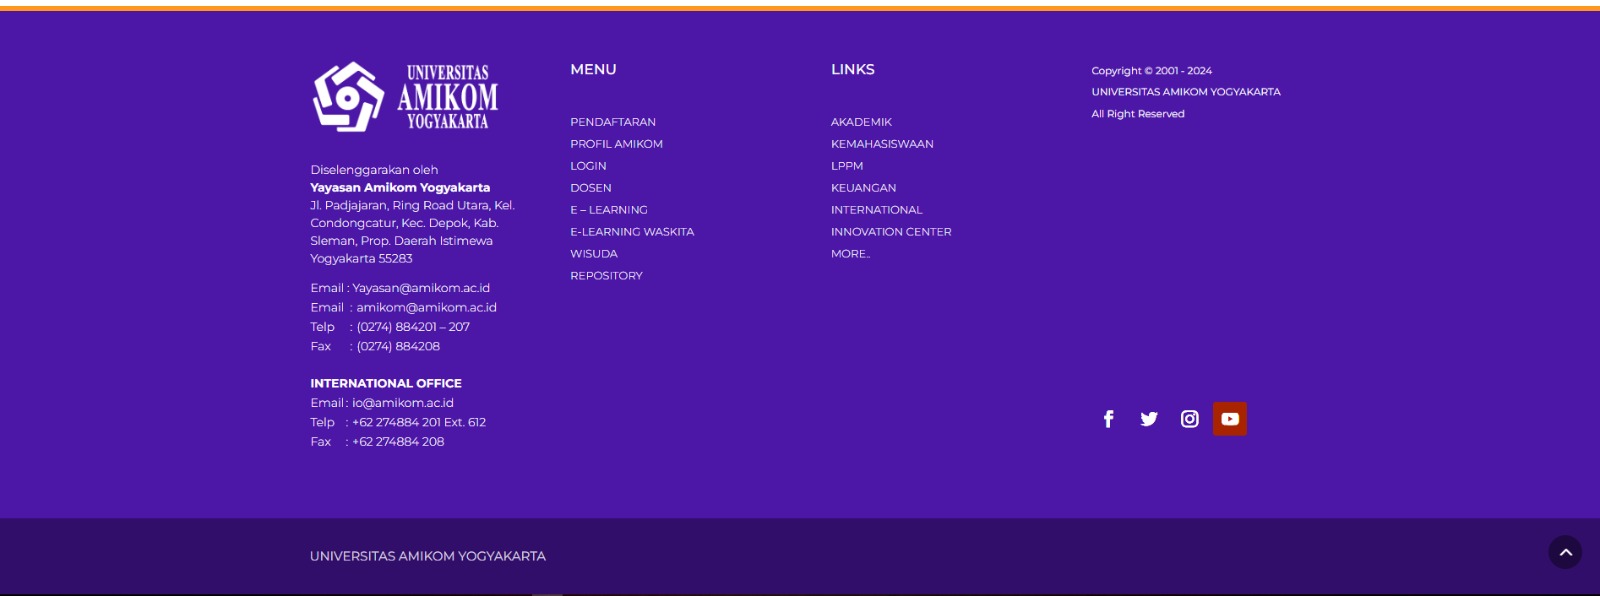 UNIVERSITAS
AMIKOM
YOGYAKARTA
Diselenggarakan oleh
Yayasan Amikom Yogyakarta
Jl. Padjajaran, Ring Road Utara, Kel.
Condongcatur, Kec. Depok, Kab.
Sleman, Prop. Daerah Istimewa
Yogyakarta 55283
Email : Yayasan@amikom.ac.id
Email : amikom@amikom.ac.id
Telp : (0274) 884201 – 207
Fax : (0274) 884208
INTERNATIONAL OFFICE
Email : io@amikom.ac.id
Telp : +62 274884 201 Ext. 612
Fax : +62 274884 208
MENU
PENDAFTARAN
PROFIL AMIKOM
LOGIN
DOSEN
E – LEARNING
E-LEARNING WASKITA
WISUDA
REPOSITORY
LINKS
AKADEMIK
KEMAHASISWAAN
LPPM
KEUANGAN
INTERNATIONAL
INNOVATION CENTER
MORE..
Copyright © 2001 - 2024
UNIVERSITAS AMIKOM YOGYAKARTA
All Right Reserved
UNIVERSITAS AMIKOM YOGYAKARTA